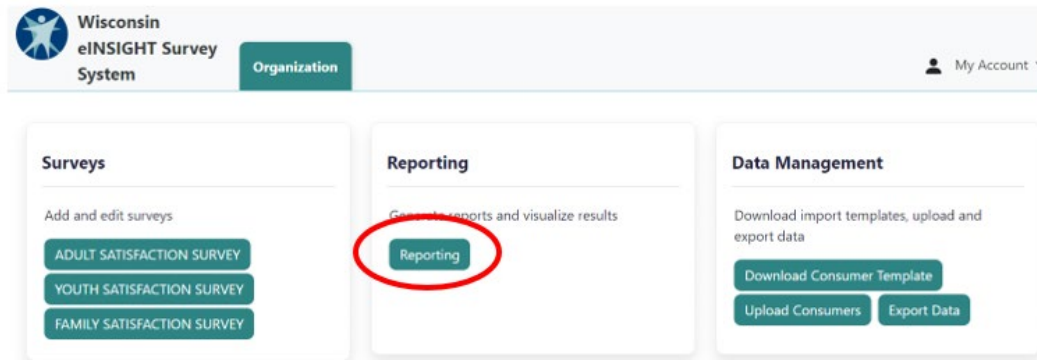 Wisconsin
eINSIGHT Survey
System
Organization
My Account
Surveys
Add and edit surveys
ADULT SATISFACTION SURVEY
YOUTH SATISFACTION SURVEY
FAMILY SATISFACTION SURVEY
Reporting
Generate reports and visualize results
Reporting
Data Management
Download import templates, upload and
export data
Download Consumer Template
Upload Consumers
Export Data